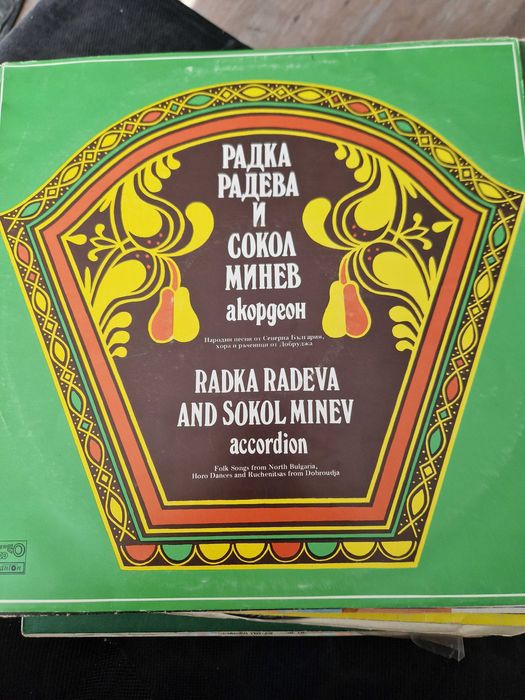 РАДКА
РАДЕВА
И
СОКОЛ
МИНЕВ
акордеон
Народни песни от Северна България,
хора и ръченици от Добруджа
RADKA RADEVA
AND SOKOL MINEV
accordion
Folk Songs from North Bulgaria,
Horo Dances and Ruchenitsas from Dobroudja